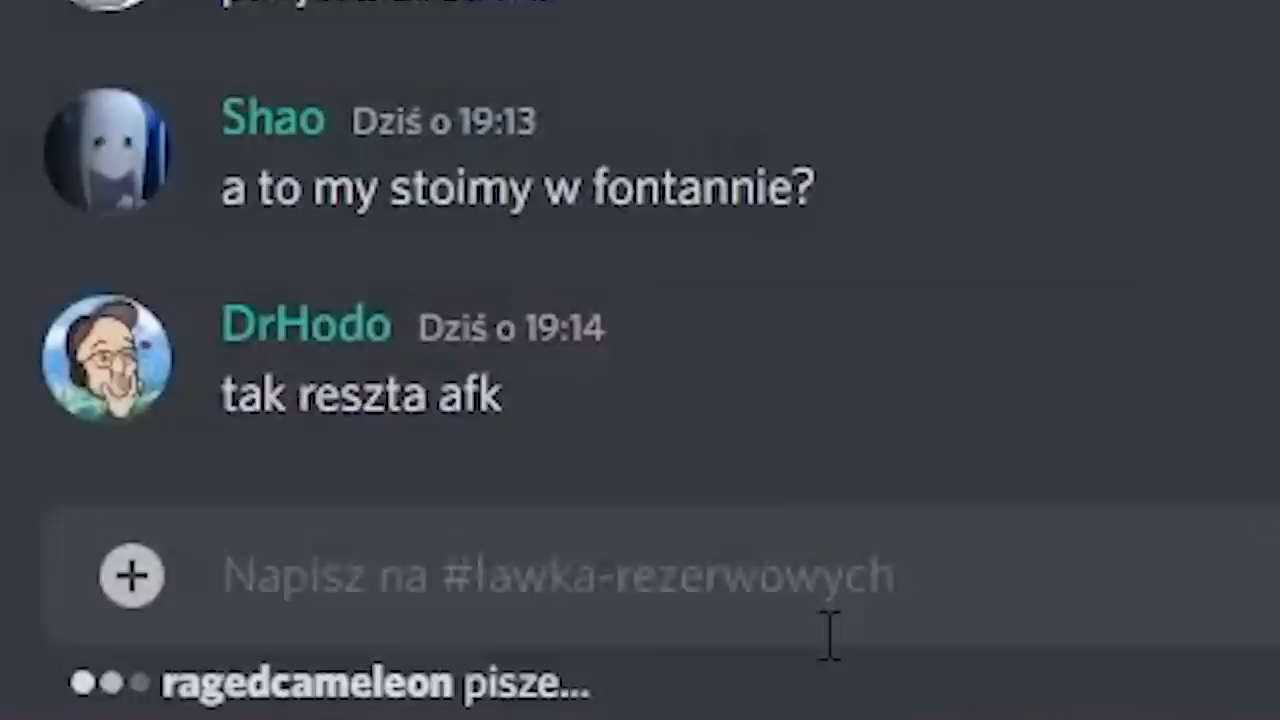 Shao Dziś o 19:13
a to my stoimy w fontannie?
DrHodo Dziś o 19:14
tak reszta afk
Napisz na #ławka-rezerwowych
ragedcameleon pisze...